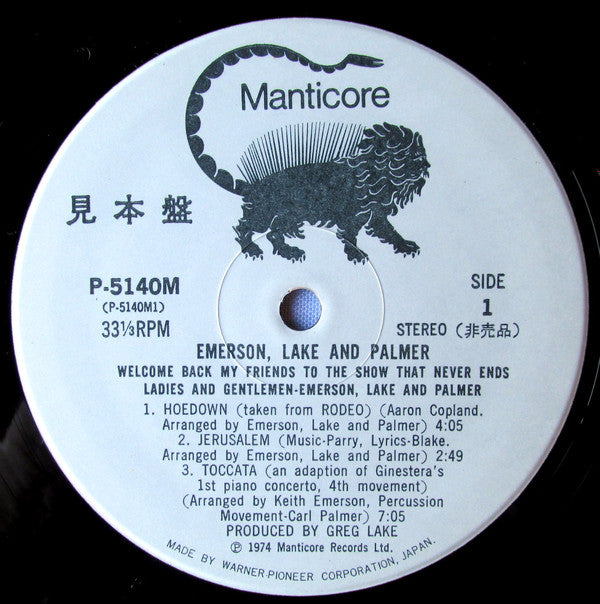 Manticore
見本盤
P-5140M
(P-5140M1)
33⅓RPM
SIDE
1
STEREO (非売品)
EMERSON, LAKE AND PALMER
WELCOME BACK MY FRIENDS TO THE SHOW THAT NEVER ENDS
LADIES AND GENTLEMEN-EMERSON, LAKE AND PALMER
1. HOEDOWN (taken from RODEO) (Aaron Copland.
Arranged by Emerson, Lake and Palmer) 4:05
2. JERUSALEM (Music-Parry, Lyrics-Blake.
Arranged by Emerson, Lake and Palmer) 2:49
3. TOCCATA (an adaption of Ginestera's
1st piano concerto, 4th movement)
(Arranged by Keith Emerson, Percussion
Movement-Carl Palmer) 7:05
PRODUCED BY GREG LAKE
Ⓟ 1974 Manticore Records Ltd.
MADE BY WARNER-PIONEER CORPORATION, JAPAN.